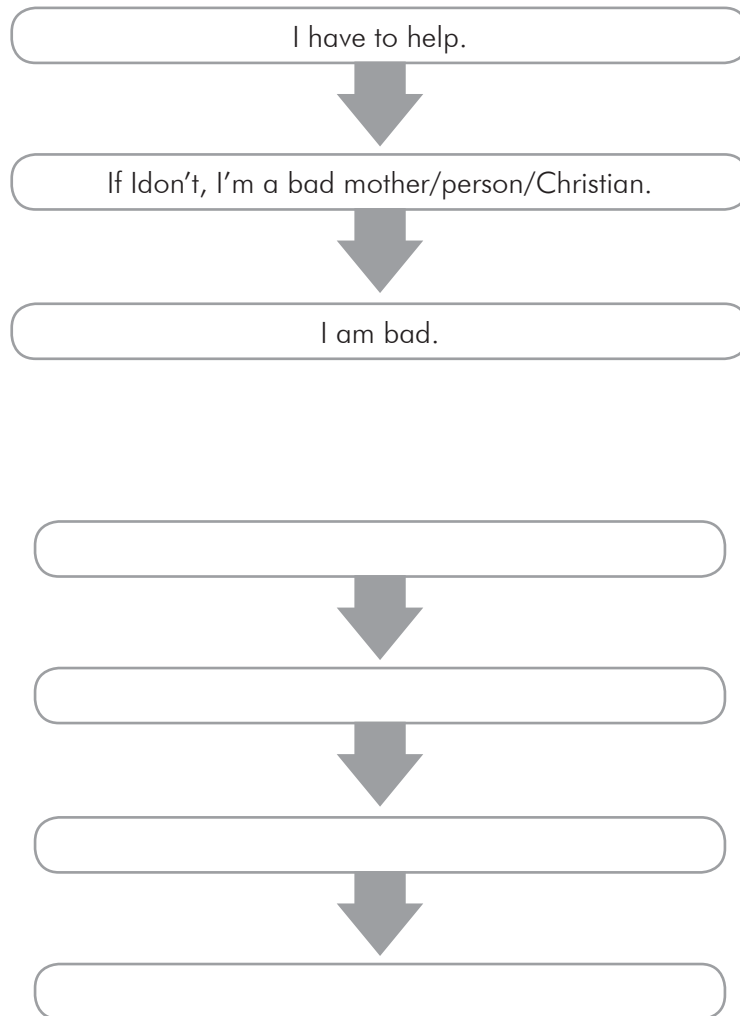 I have to help.
If Idon't, I'm a bad mother/person/Christian.
I am bad.